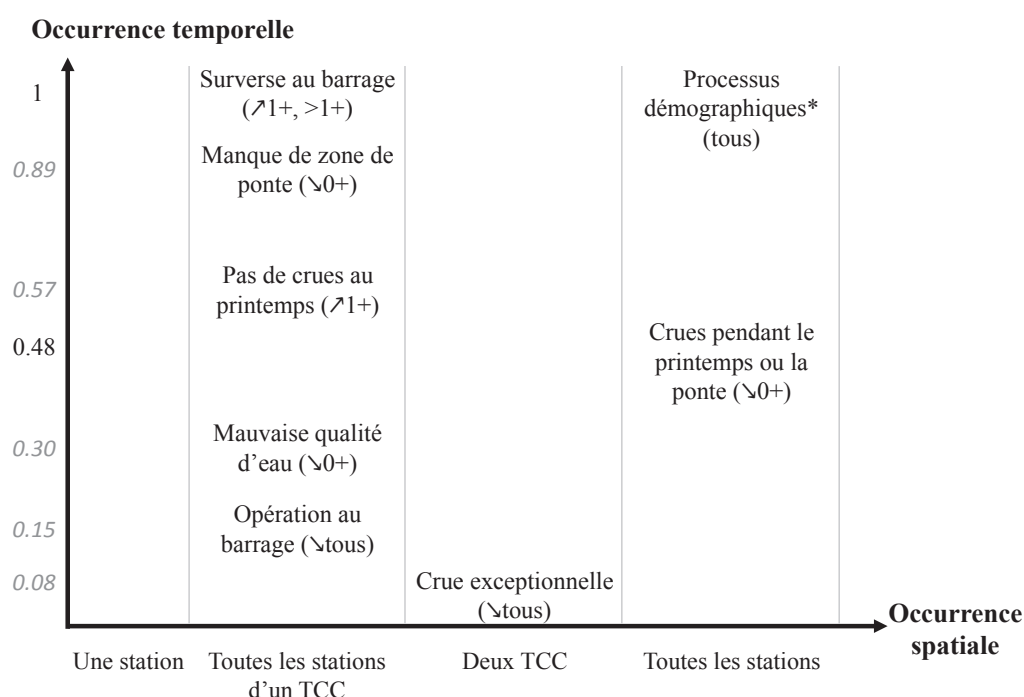 Occurrence temporelle
1
Surverse au barrage
(↗1+, >1+)
Processus
démographiques*
(tous)
0.89
Manque de zone de
ponte (↘0+)
0.57
Pas de crues au
printemps (↗1+)
0.48
Crues pendant le
printemps ou la
ponte (↘0+)
0.30
Mauvaise qualité
d’eau (↘0+)
0.15
Opération au
barrage (↘tous)
0.08
Crue exceptionnelle
(↘tous)
Occurrence
spatiale
Une station
Toutes les stations
d’un TCC
Deux TCC
Toutes les stations